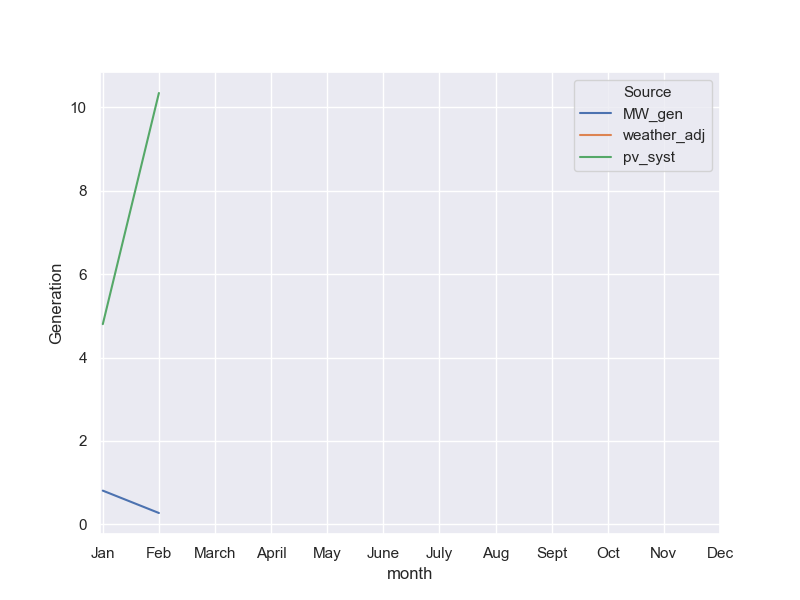 Source
MW_gen
weather_adj
pv_syst
10
8
6
4
2
0
Generation
Jan Feb March April May June July Aug Sept Oct Nov Dec
month